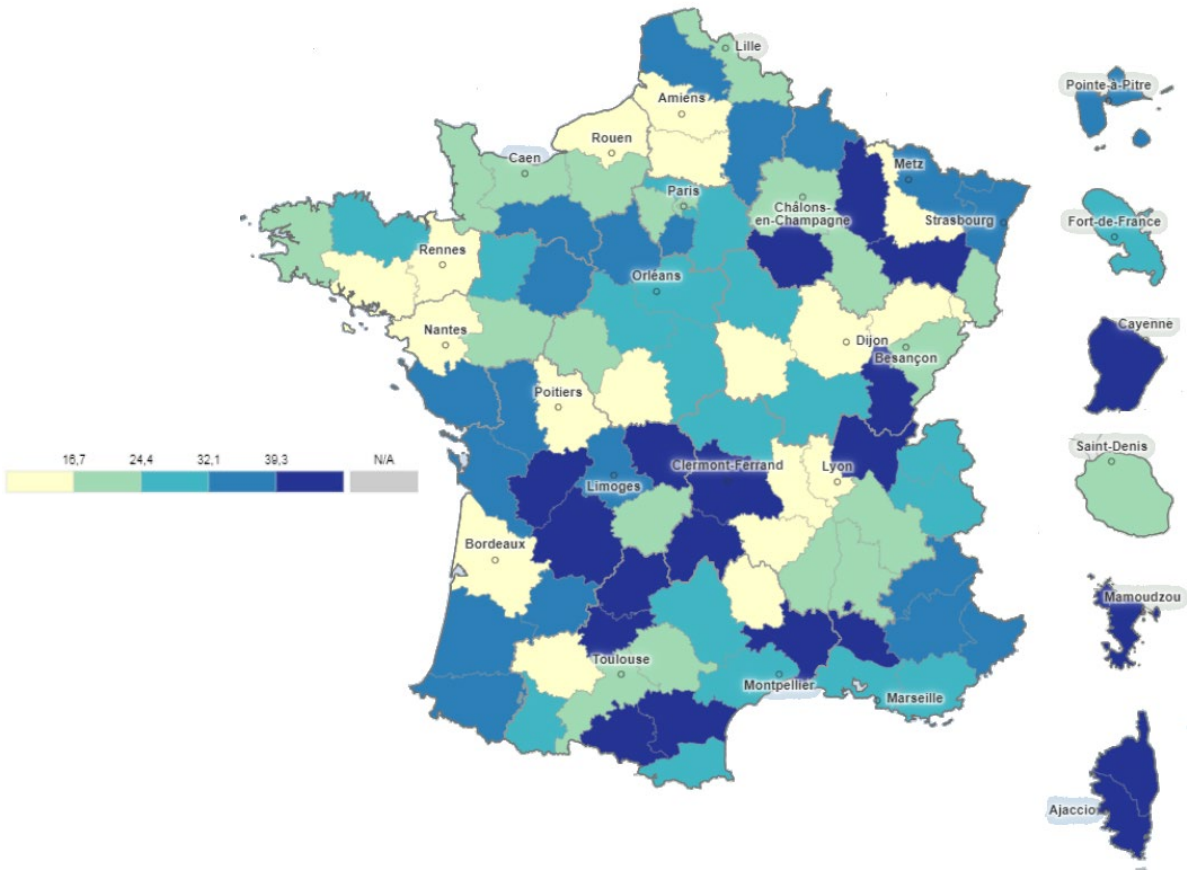 Lille
Pointe-à-Pitre
Amiens
Rouen
Caen
Metz
Paris
Châlons-
en-Champagne
Strasbourg
Fort-de-France
Rennes
Orléans
Nantes
Dijon
Besançon
Cayenne
Poitiers
Saint-Denis
16,7 24,4 32,1 39,3 N/A
Clermont-Ferrand
Lyon
Limoges
Bordeaux
Mamoudzou
Toulouse
Montpellier
Marseille
Ajaccio